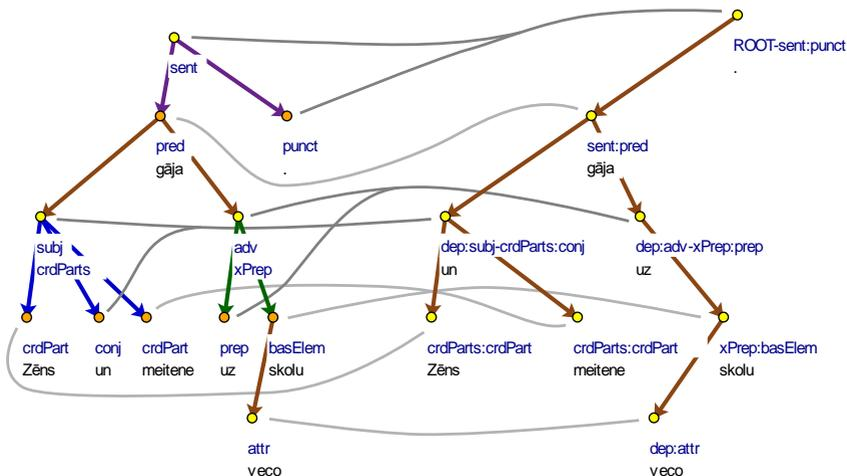 ROOT-sent:punct
.
sent
pred
gāja
punct
.
sent:pred
gāja
subj
crdParts
adv
xPrep
dep:subj-crdParts:conj
un
dep:adv-xPrep:prep
uz
crdPart
Zēns
conj
un
crdPart
meitene
prep
uz
basElem
skolu
crdParts:crdPart
Zēns
crdParts:crdPart
meitene
xPrep:basElem
skolu
attr
veco
dep:attr
veco